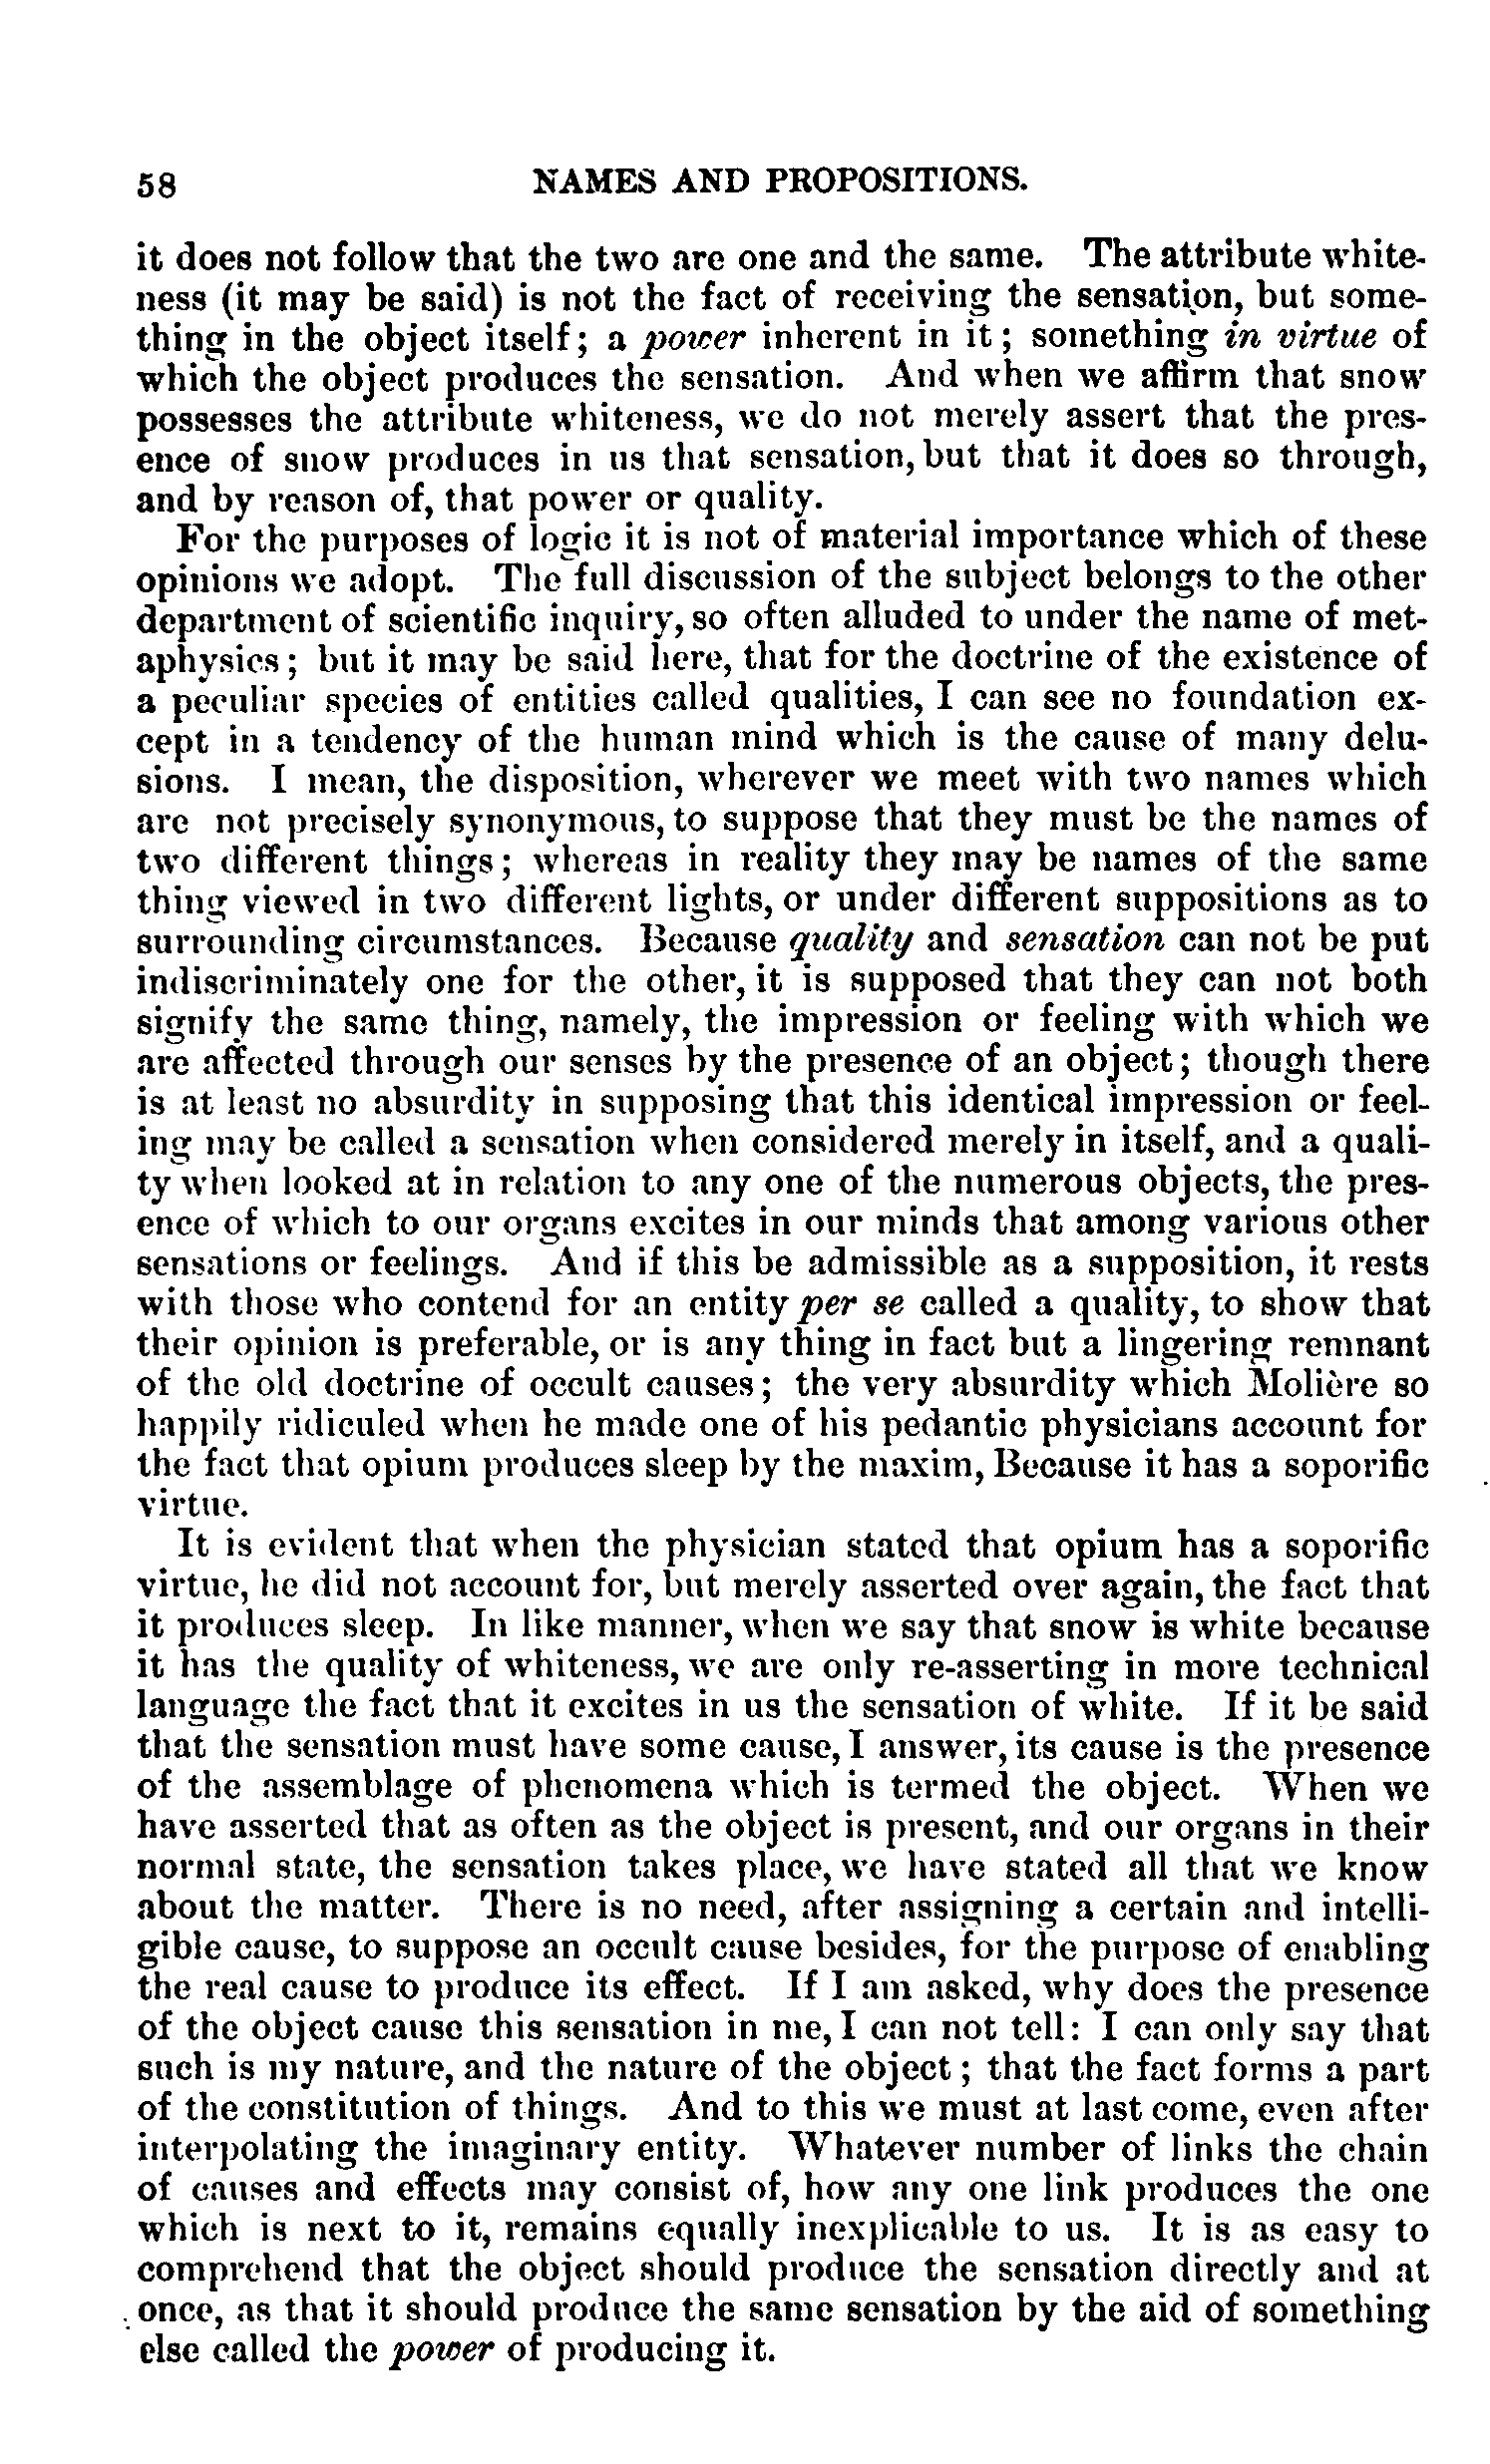 58 NAMES AND PROPOSITIONS.
it does not follow that the two are one and the same. The attribute white-
ness (it may be said) is not the fact of receiving the sensation, but some-
thing in the object itself; a power inherent in it; something in virtue of
which the object produces the sensation. And when we affirm that snow
possesses the attribute whiteness, we do not merely assert that the pres-
ence of snow produces in us that sensation, but that it does so through,
and by reason of, that power or quality.
For the purposes of logic it is not of material importance which of these
opinions we adopt. The full discussion of the subject belongs to the other
department of scientific inquiry, so often alluded to under the name of met-
aphysics; but it may be said here, that for the doctrine of the existence of
a peculiar species of entities called qualities, I can see no foundation ex-
cept in a tendency of the human mind which is the cause of many delu-
sions. I mean, the disposition, wherever we meet with two names which
are not precisely synonymous, to suppose that they must be the names of
two different things; whereas in reality they may be names of the same
thing viewed in two different lights, or under different suppositions as to
surrounding circumstances. Because quality and sensation can not be put
indiscriminately one for the other, it is supposed that they can not both
signify the same thing, namely, the impression or feeling with which we
are affected through our senses by the presence of an object; though there
is at least no absurdity in supposing that this identical impression or feel-
ing may be called a sensation when considered merely in itself, and a quali-
ty when looked at in relation to any one of the numerous objects, the pres-
ence of which to our organs excites in our minds that among various other
sensations or feelings. And if this be admissible as a supposition, it rests
with those who contend for an entity per se called a quality, to show that
their opinion is preferable, or is any thing in fact but a lingering remnant
of the old doctrine of occult causes; the very absurdity which Molière so
happily ridiculed when he made one of his pedantic physicians account for
the fact that opium produces sleep by the maxim, Because it has a soporific
virtue.
It is evident that when the physician stated that opium has a soporific
virtue, he did not account for, but merely asserted over again, the fact that
it produces sleep. In like manner, when we say that snow is white because
it has the quality of whiteness, we are only re-asserting in more technical
language the fact that it excites in us the sensation of white. If it be said
that the sensation must have some cause, I answer, its cause is the presence
of the assemblage of phenomena which is termed the object. When we
have asserted that as often as the object is present, and our organs in their
normal state, the sensation takes place, we have stated all that we know
about the matter. There is no need, after assigning a certain and intelli-
gible cause, to suppose an occult cause besides, for the purpose of enabling
the real cause to produce its effect. If I am asked, why does the presence
of the object cause this sensation in me, I can not tell: I can only say that
such is my nature, and the nature of the object; that the fact forms a part
of the constitution of things. And to this we must at last come, even after
interpolating the imaginary entity. Whatever number of links the chain
of causes and effects may consist of, how any one link produces the one
which is next to it, remains equally inexplicable to us. It is as easy to
comprehend that the object should produce the sensation directly and at
once, as that it should produce the same sensation by the aid of something
else called the power of producing it.